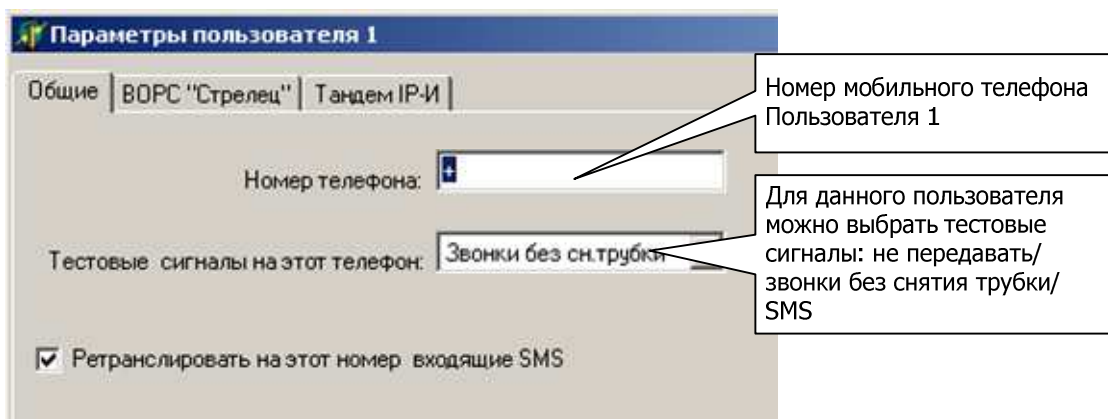 Параметры пользователя 1
Общие
ВОРС "Стрелец"
Тандем IP-И
Номер телефона:
+
Тестовые сигналы на этот телефон:
Звонки без сн.трубки
Ретранслировать на этот номер входящие SMS
Номер мобильного телефона
Пользователя 1
Для данного пользователя
можно выбрать тестовые
сигналы: не передавать/
звонки без снятия трубки/
SMS